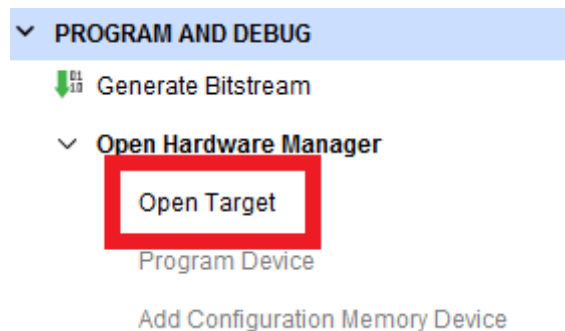 PROGRAM AND DEBUG
Generate Bitstream
Open Hardware Manager
Open Target
Program Device
Add Configuration Memory Device